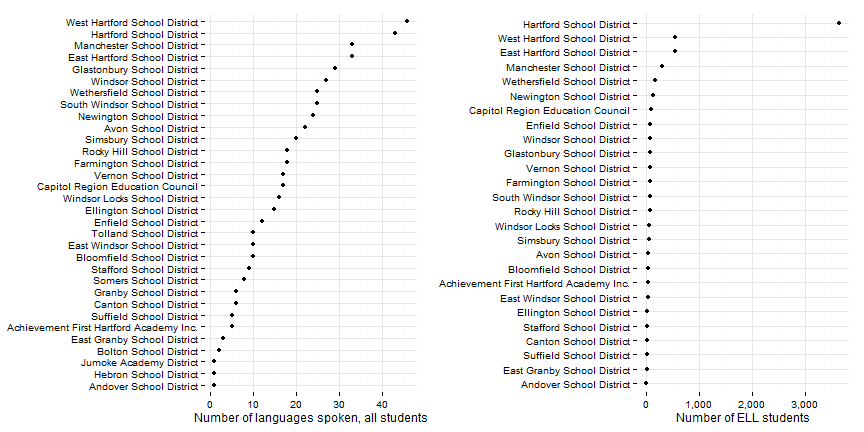 West Hartford School District
Hartford School District
Manchester School District
East Hartford School District
Glastonbury School District
Windsor School District
Wethersfield School District
South Windsor School District
Newington School District
Avon School District
Simsbury School District
Rocky Hill School District
Farmington School District
Vernon School District
Capitol Region Education Council
Windsor Locks School District
Ellington School District
Enfield School District
Tolland School District
East Windsor School District
Bloomfield School District
Stafford School District
Somers School District
Granby School District
Canton School District
Suffield School District
Achievement First Hartford Academy Inc.
East Granby School District
Bolton School District
Jumoke Academy District
Hebron School District
Andover School District
0 10 20 30 40
Number of languages spoken, all students
Hartford School District
West Hartford School District
East Hartford School District
Manchester School District
Wethersfield School District
Newington School District
Capitol Region Education Council
Enfield School District
Windsor School District
Glastonbury School District
Vernon School District
Farmington School District
South Windsor School District
Rocky Hill School District
Windsor Locks School District
Simsbury School District
Avon School District
Bloomfield School District
Achievement First Hartford Academy Inc.
East Windsor School District
Ellington School District
Stafford School District
Canton School District
Suffield School District
East Granby School District
Andover School District
0 1,000 2,000 3,000
Number of ELL students